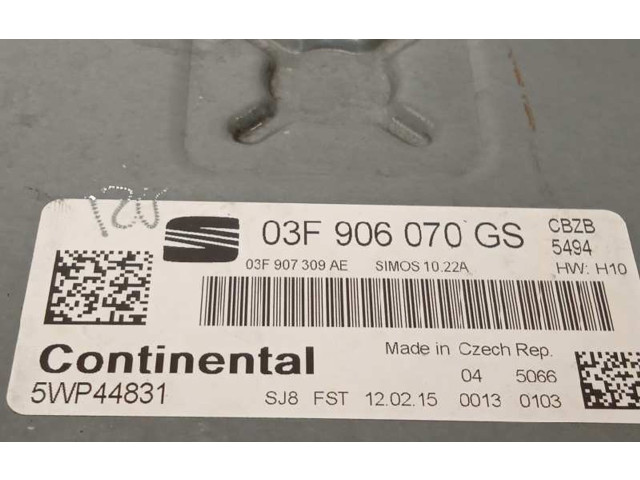 03F 906 070 GS
CBZB
5494
03F 907 309 AE SIMOS 10.22A HW: H10
Continental
Made in Czech Rep.
5WP44831
04 5066
SJ8 FST 12.02.15 0013 0103